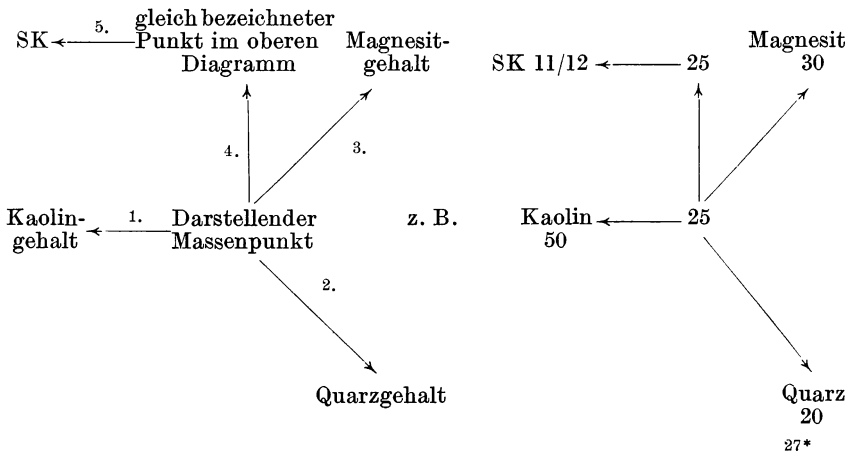 gleich bezeichneter
SK 5. Punkt im oberen Magnesit-
Diagramm gehalt
4. 3.
Kaolin- 1. Darstellender
gehalt Massenpunkt
2.
Quarzgehalt
z. B.
Magnesit
SK 11/12 25 30
Kaolin 25
50
Quarz
20
27*